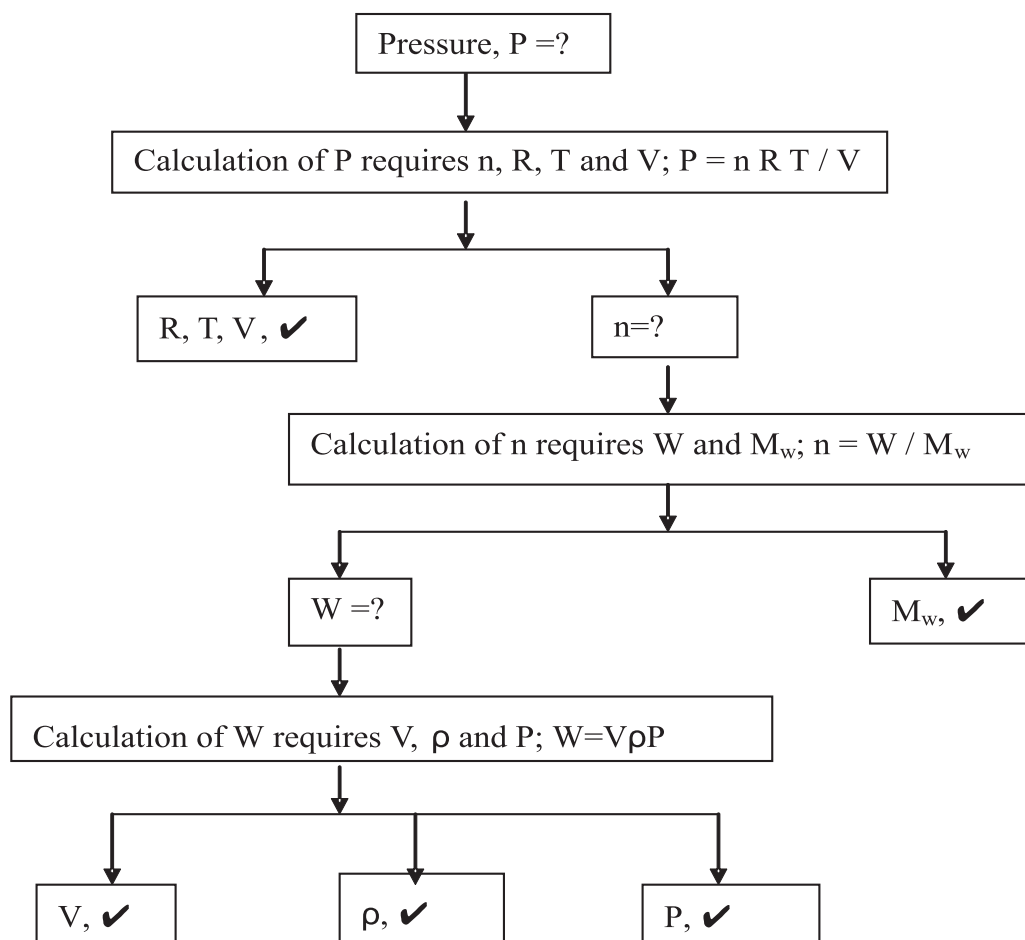 Pressure, P =?
Calculation of P requires n, R, T and V; P = n R T / V
R, T, V, ✔
n=?
Calculation of n requires W and Mw; n = W / Mw
W =?
Mw, ✔
Calculation of W requires V, ρ and P; W=VρP
V, ✔
ρ, ✔
P, ✔